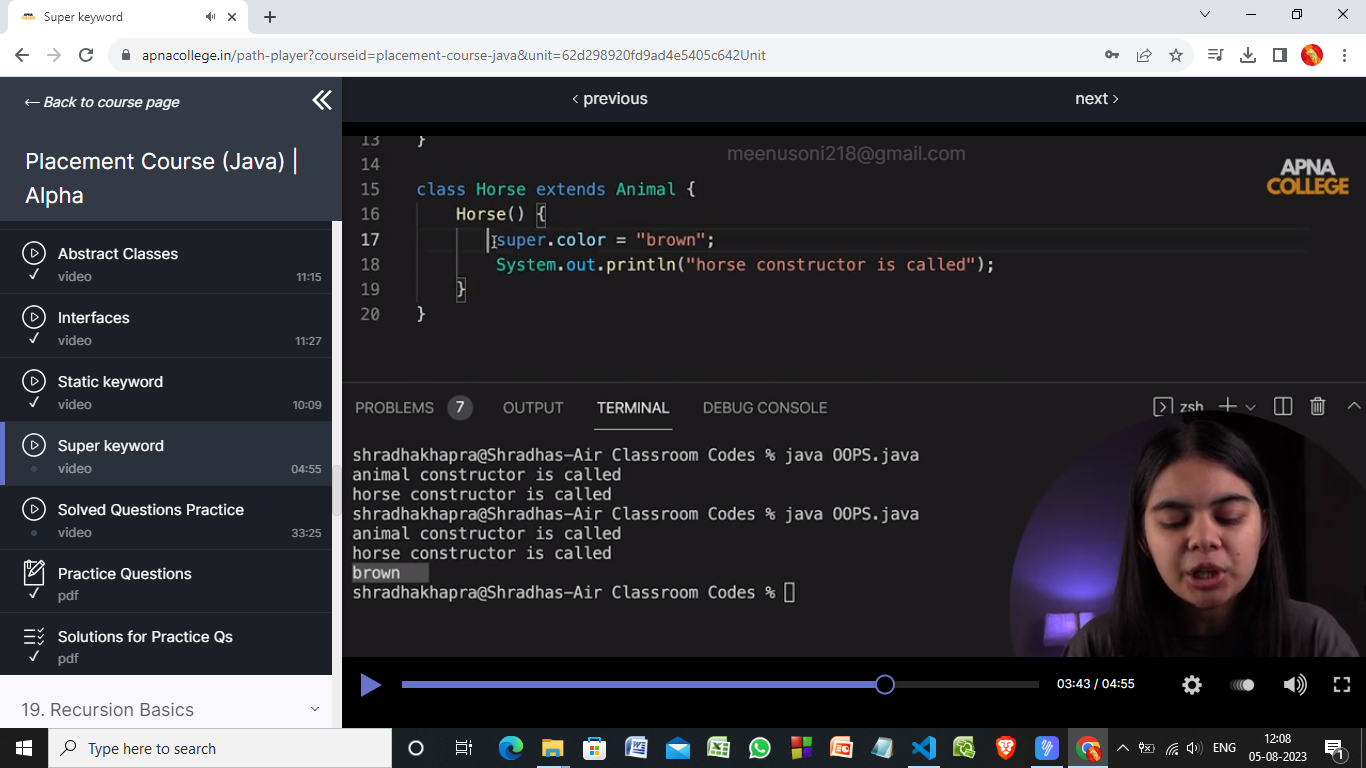 Super keyword
apnacollege.in/path-player?courseid=placement-course-java&unit=62d298920fd9ad4e5405c642Unit
← Back to course page
Placement Course (Java) |
Alpha
Abstract Classes
video 11:15
Interfaces
video 11:27
Static keyword
video 10:09
Super keyword
video 04:55
Solved Questions Practice
video 33:25
Practice Questions
pdf
Solutions for Practice Qs
pdf
19. Recursion Basics
‹ previous
next ›
meenusoni218@gmail.com
APNA
COLLEGE
13 }
14
15 class Horse extends Animal {
16 Horse() {
17 super.color = "brown";
18 System.out.println("horse constructor is called");
19 }
20 }
PROBLEMS 7 OUTPUT TERMINAL DEBUG CONSOLE zsh
shradhakhapra@Shradhas-Air Classroom Codes % java OOPS.java
animal constructor is called
horse constructor is called
shradhakhapra@Shradhas-Air Classroom Codes % java OOPS.java
animal constructor is called
horse constructor is called
brown
shradhakhapra@Shradhas-Air Classroom Codes %
03:43 / 04:55
Type here to search
ENG
12:08
05-08-2023
1